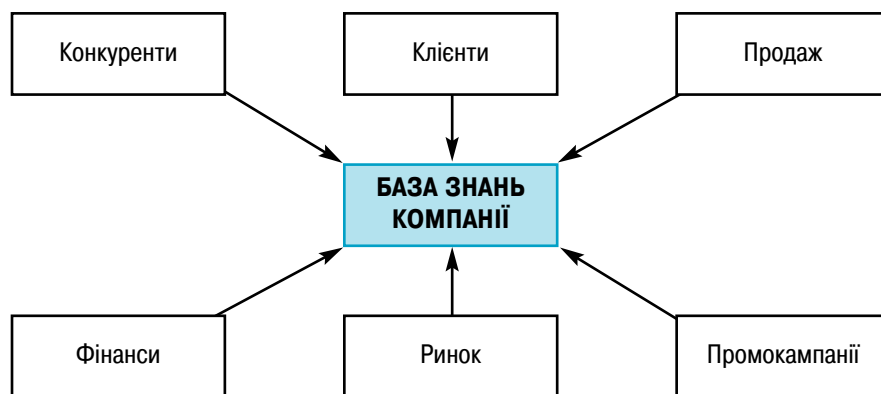 Конкуренти
Клієнти
Продаж
БАЗА ЗНАНЬ
КОМПАНІЇ
Фінанси
Ринок
Промокампанії